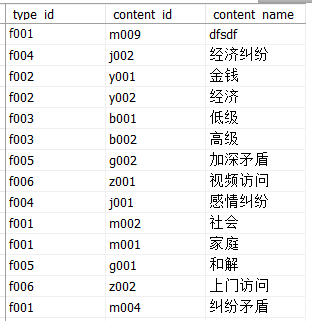 type_id content_id content_name
f001 m009 dfsdf
f004 j002 经济纠纷
f002 y001 金钱
f002 y002 经济
f003 b001 低级
f003 b002 高级
f005 g002 加深矛盾
f006 z001 视频访问
f004 j001 感情纠纷
f001 m002 社会
f001 m001 家庭
f005 g001 和解
f006 z002 上门访问
f001 m004 纠纷矛盾